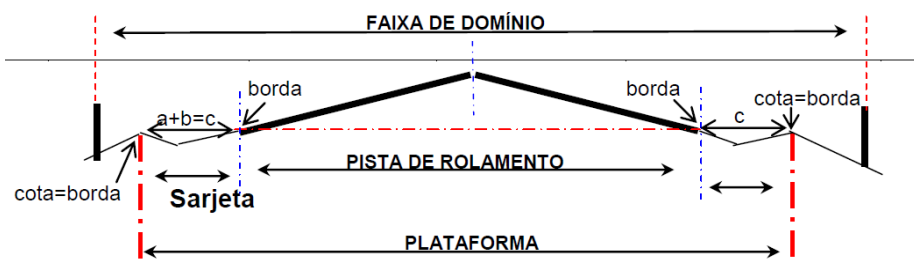 FAIXA DE DOMÍNIO
borda
borda
cota=borda
a+b=c
c
cota=borda
PISTA DE ROLAMENTO
Sarjeta
PLATAFORMA